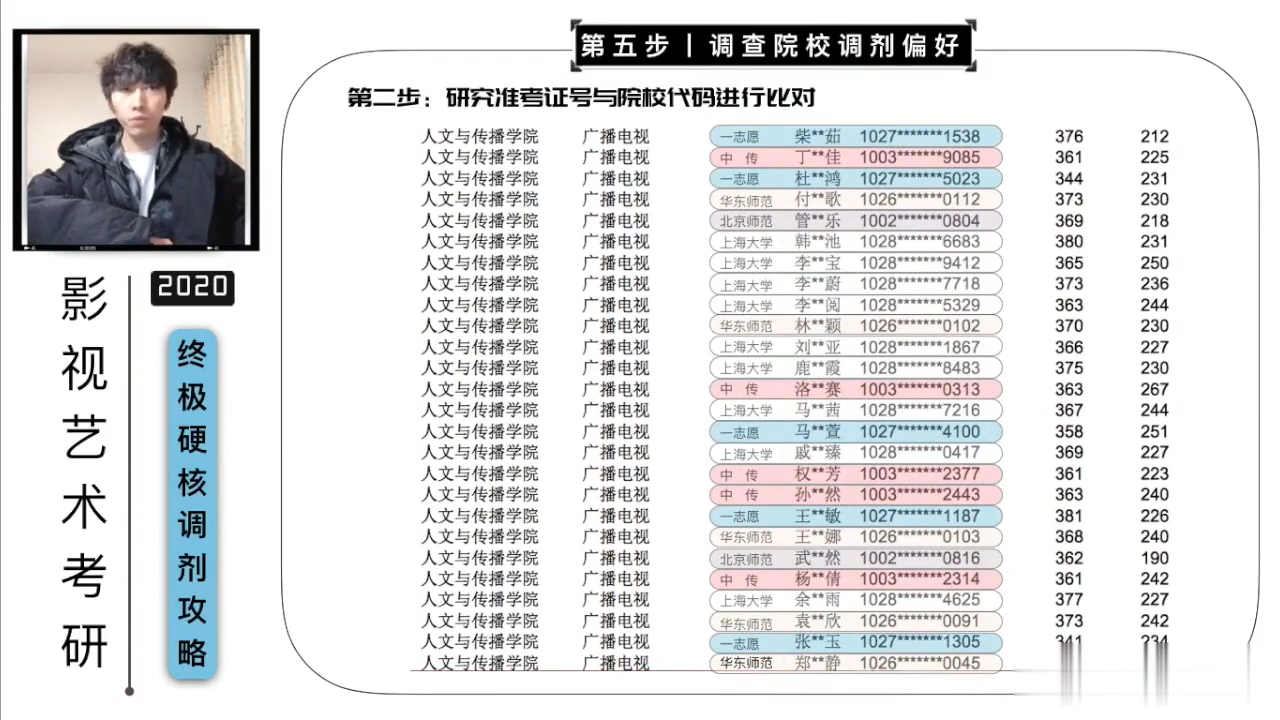 第五步丨调查院校调剂偏好
第二步：研究准考证号与院校代码进行比对
人文与传播学院 广播电视 一志愿 柴**茹 1027*******1538 376 212
人文与传播学院 广播电视 中 传 丁**佳 1003*******9085 361 225
人文与传播学院 广播电视 一志愿 杜**鸿 1027*******5023 344 231
人文与传播学院 广播电视 华东师范 付**歌 1026*******0112 373 230
人文与传播学院 广播电视 北京师范 管**乐 1002*******0804 369 218
人文与传播学院 广播电视 上海大学 韩**池 1028*******6683 380 231
人文与传播学院 广播电视 上海大学 李**宝 1028*******9412 365 250
人文与传播学院 广播电视 上海大学 李**蔚 1028*******7718 373 236
人文与传播学院 广播电视 上海大学 李**阅 1028*******5329 363 244
人文与传播学院 广播电视 华东师范 林**颖 1026*******0102 370 230
人文与传播学院 广播电视 上海大学 刘**亚 1028*******1867 366 227
人文与传播学院 广播电视 上海大学 鹿**霞 1028*******8483 375 230
人文与传播学院 广播电视 中 传 洛**赛 1003*******0313 363 267
人文与传播学院 广播电视 上海大学 马**茜 1028*******7216 367 244
人文与传播学院 广播电视 一志愿 马**萱 1027*******4100 358 251
人文与传播学院 广播电视 上海大学 戚**臻 1028*******0417 369 227
人文与传播学院 广播电视 中 传 权**芳 1003*******2377 361 223
人文与传播学院 广播电视 中 传 孙**然 1003*******2443 363 240
人文与传播学院 广播电视 一志愿 王**敏 1027*******1187 381 226
人文与传播学院 广播电视 华东师范 王**娜 1026*******0103 368 240
人文与传播学院 广播电视 北京师范 武**然 1002*******0816 362 190
人文与传播学院 广播电视 中 传 杨**倩 1003*******2314 361 242
人文与传播学院 广播电视 上海大学 余**雨 1028*******4625 377 227
人文与传播学院 广播电视 华东师范 袁**欣 1026*******0091 373 242
人文与传播学院 广播电视 一志愿 张**玉 1027*******1305 341 234
人文与传播学院 广播电视 华东师范 郑**静 1026*******0045
影视艺术考研
2020
终极硬核调剂攻略